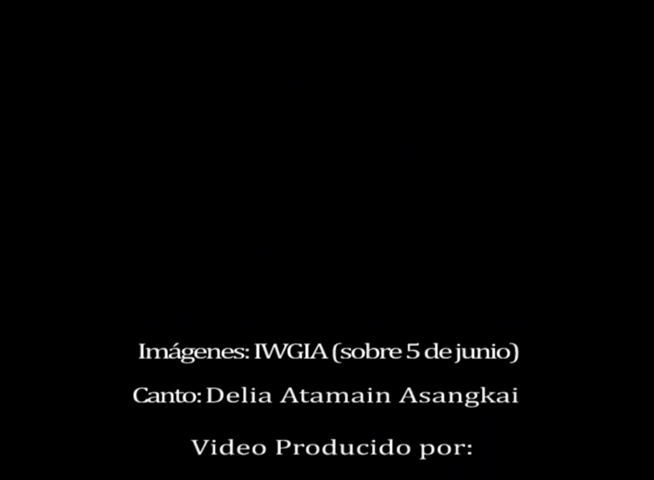 Imágenes: IWGIA (sobre 5 de junio)
Canto: Delia Atamain Asangkai
Video Producido por: